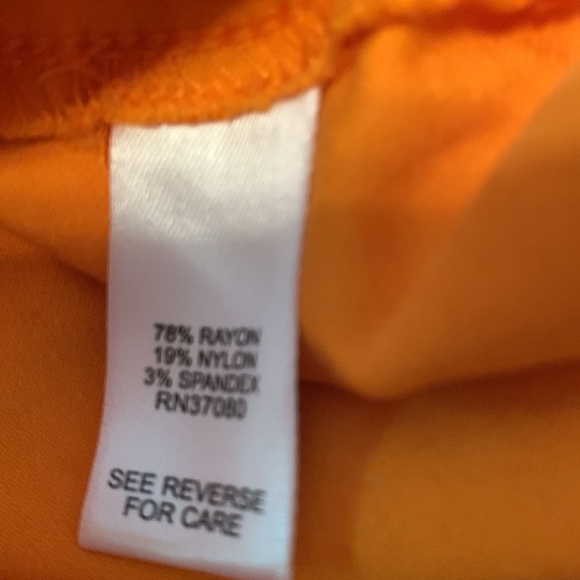 78% RAYON
19% NYLON
3% SPANDEX
RN37080
SEE REVERSE
FOR CARE